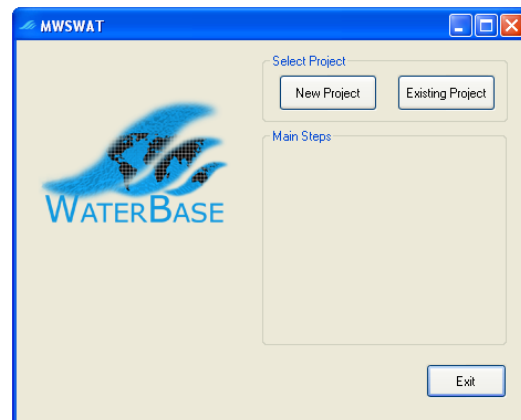 MWSWAT
Select Project
New Project
Existing Project
Main Steps
WATERBASE
Exit